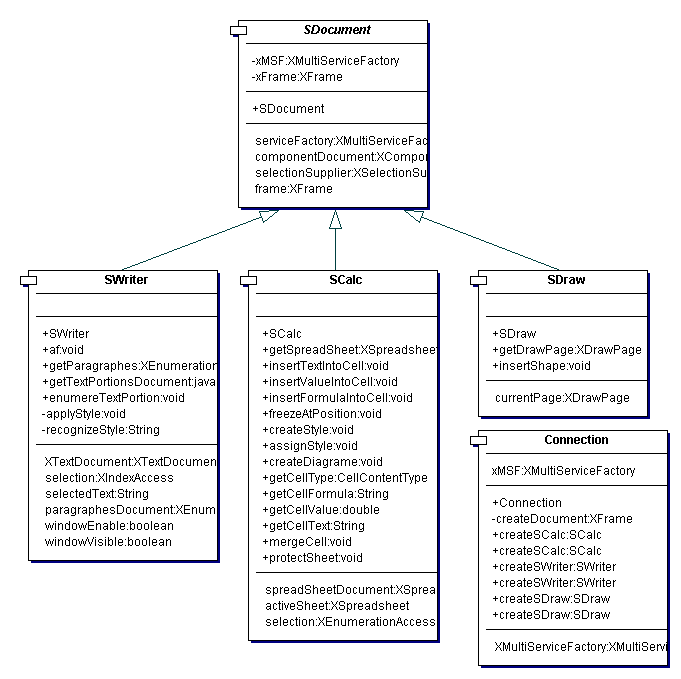 SDocument
-xMSF:XMultiServiceFactory
-xFrame:XFrame
+SDocument
serviceFactory:XMultiServiceFac
componentDocument:XCompo
selectionSupplier:XSelectionSu
frame:XFrame
SWriter
+SWriter
+af:void
+getParagraphes:XEnumeration
+getTextPortionsDocument:java
+enumereTextPortion:void
-applyStyle:void
-recognizeStyle:String
XTextDocument:XTextDocumen
selection:XIndexAccess
selectedText:String
paragraphesDocument:XEnum
windowEnable:boolean
windowVisible:boolean
SCalc
+SCalc
+getSpreadSheet:XSpreadsheet
+insertTextIntoCell:void
+insertValueIntoCell:void
+insertFormulaIntoCell:void
+freezeAtPosition:void
+createStyle:void
+assignStyle:void
+createDiagrame:void
+getCellType:CellContentType
+getCellFormula:String
+getCellValue:double
+getCellText:String
+mergeCell:void
+protectSheet:void
spreadSheetDocument:XSprea
activeSheet:XSpreadsheet
selection:XEnumerationAccess
SDraw
+SDraw
+getDrawPage:XDrawPage
+insertShape:void
currentPage:XDrawPage
Connection
xMSF:XMultiServiceFactory
+Connection
-createDocument:XFrame
+createSCalc:SCalc
+createSCalc:SCalc
+createSWriter:SWriter
+createSWriter:SWriter
+createSDraw:SDraw
+createSDraw:SDraw
XMultiServiceFactory:XMultiServi